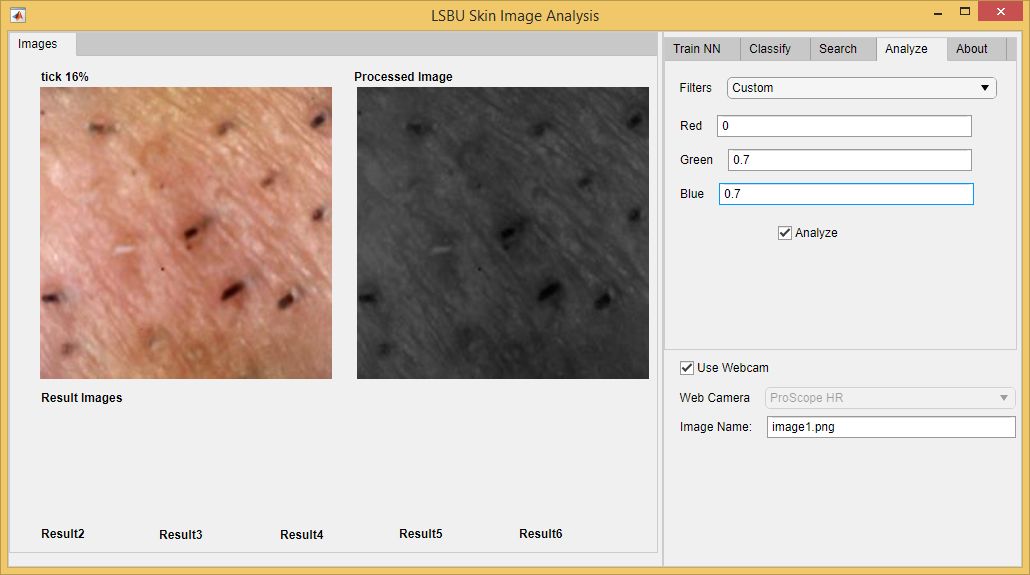 LSBU Skin Image Analysis
Images
tick 16%
Processed Image
Result Images
Result2 Result3 Result4 Result5 Result6
Train NN Classify Search Analyze About
Filters Custom
Red 0
Green 0.7
Blue 0.7
Analyze
Use Webcam
Web Camera ProScope HR
Image Name: image1.png